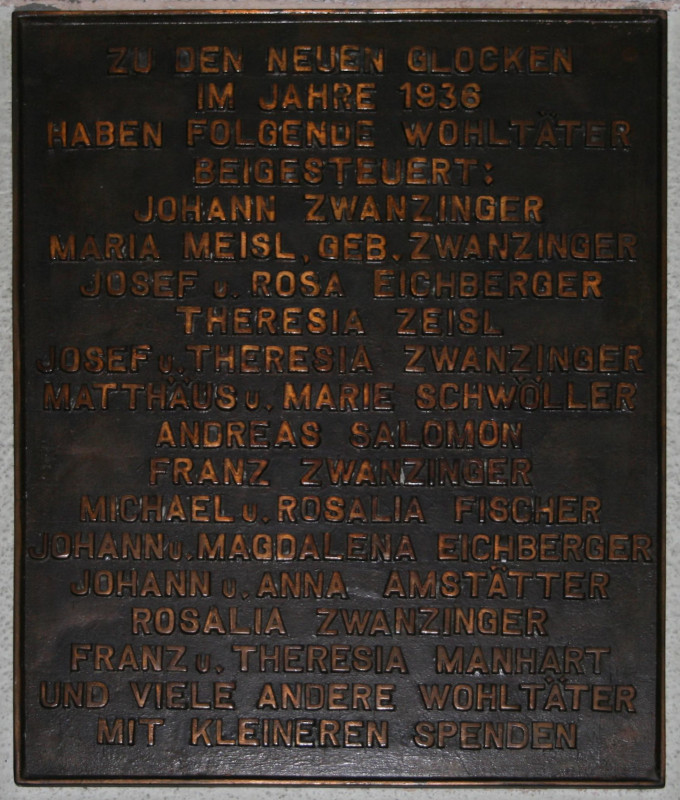 ZU DEN NEUEN GLOCKEN
IM JAHRE 1936
HABEN FOLGENDE WOHLTÄTER
BEIGESTEUERT:
JOHANN ZWANZINGER
MARIA MEISL, GEB. ZWANZINGER
JOSEF u. ROSA EICHBERGER
THERESIA ZEISL
JOSEF u. THERESIA ZWANZINGER
MATTHÄUS u. MARIE SCHWÖLLER
ANDREAS SALOMON
FRANZ ZWANZINGER
MICHAEL u. ROSALIA FISCHER
JOHANN u. MAGDALENA EICHBERGER
JOHANN u. ANNA AMSTÄTTER
ROSALIA ZWANZINGER
FRANZ u. THERESIA MANHART
UND VIELE ANDERE WOHLTÄTER
MIT KLEINEREN SPENDEN